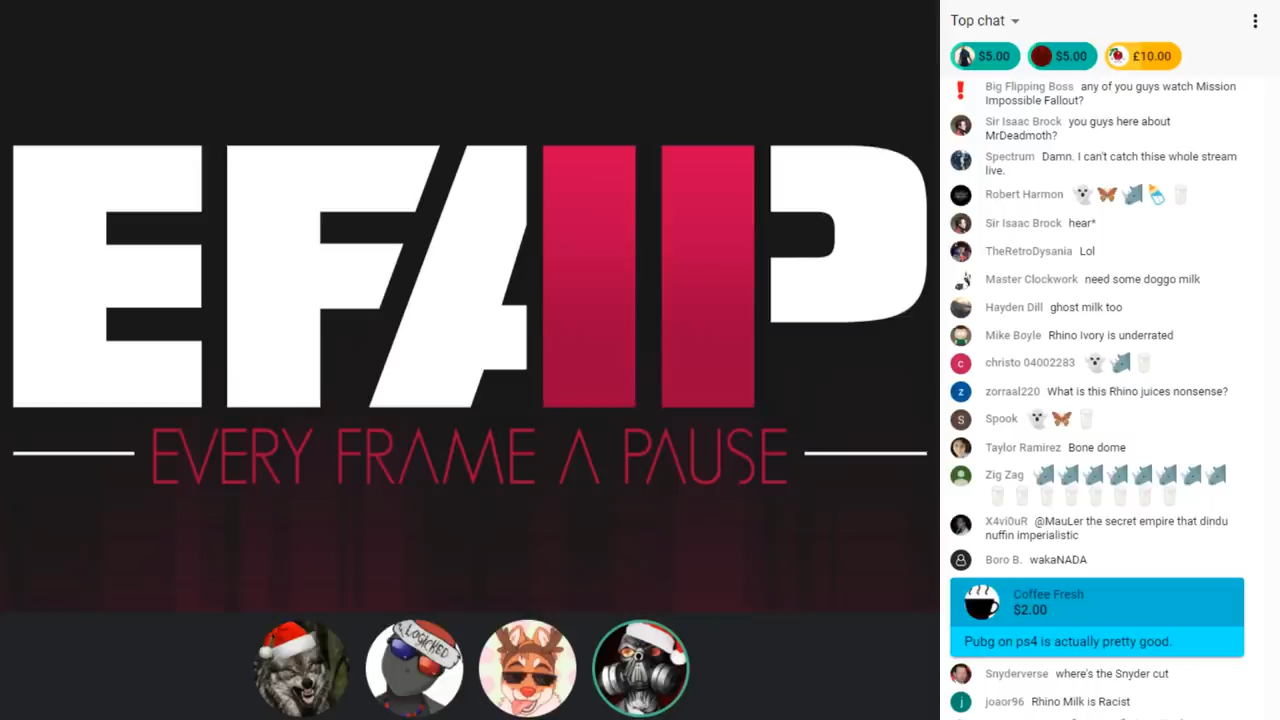 EFAP
EVERY FRAME A PAUSE
LOGICKED
Top chat
$5.00 $5.00 £10.00
Big Flipping Boss any of you guys watch Mission
Impossible Fallout?
Sir Isaac Brock you guys here about
MrDeadmoth?
Spectrum Damn. I can't catch thise whole stream
live.
Robert Harmon 👻🦋🦏🍼🥛
Sir Isaac Brock hear*
TheRetroDysania Lol
Master Clockwork need some doggo milk
Hayden Dill ghost milk too
Mike Boyle Rhino Ivory is underrated
c christo 04002283 👻🦏🥛
z zorraal220 What is this Rhino juices nonsense?
S Spook 👻🦋🥛
Taylor Ramirez Bone dome
Zig Zag 🦏🦏🦏🦏🦏🦏🦏🦏
🥛🥛🥛🥛🥛🥛🥛🥛
X4vi0uR @MauLer the secret empire that dindu
nuffin imperialistic
Boro B. wakaNADA
Coffee Fresh
$2.00
Pubg on ps4 is actually pretty good.
Snyderverse where's the Snyder cut
j joaor96 Rhino Milk is Racist